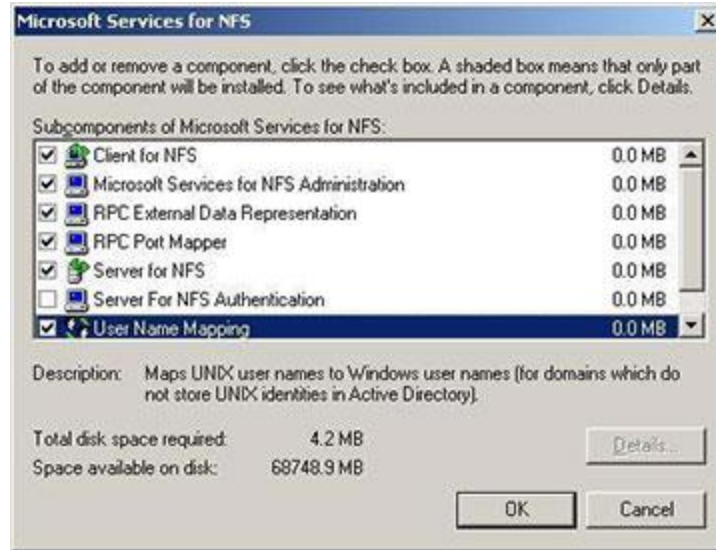 Microsoft Services for NFS
To add or remove a component, click the check box. A shaded box means that only part
of the component will be installed. To see what's included in a component, click Details.
Subcomponents of Microsoft Services for NFS:
Client for NFS 0.0 MB
Microsoft Services for NFS Administration 0.0 MB
RPC External Data Representation 0.0 MB
RPC Port Mapper 0.0 MB
Server for NFS 0.0 MB
Server For NFS Authentication 0.0 MB
User Name Mapping 0.0 MB
Description: Maps UNIX user names to Windows user names (for domains which do
not store UNIX identities in Active Directory).
Total disk space required: 4.2 MB
Details...
Space available on disk: 68748.9 MB
OK Cancel